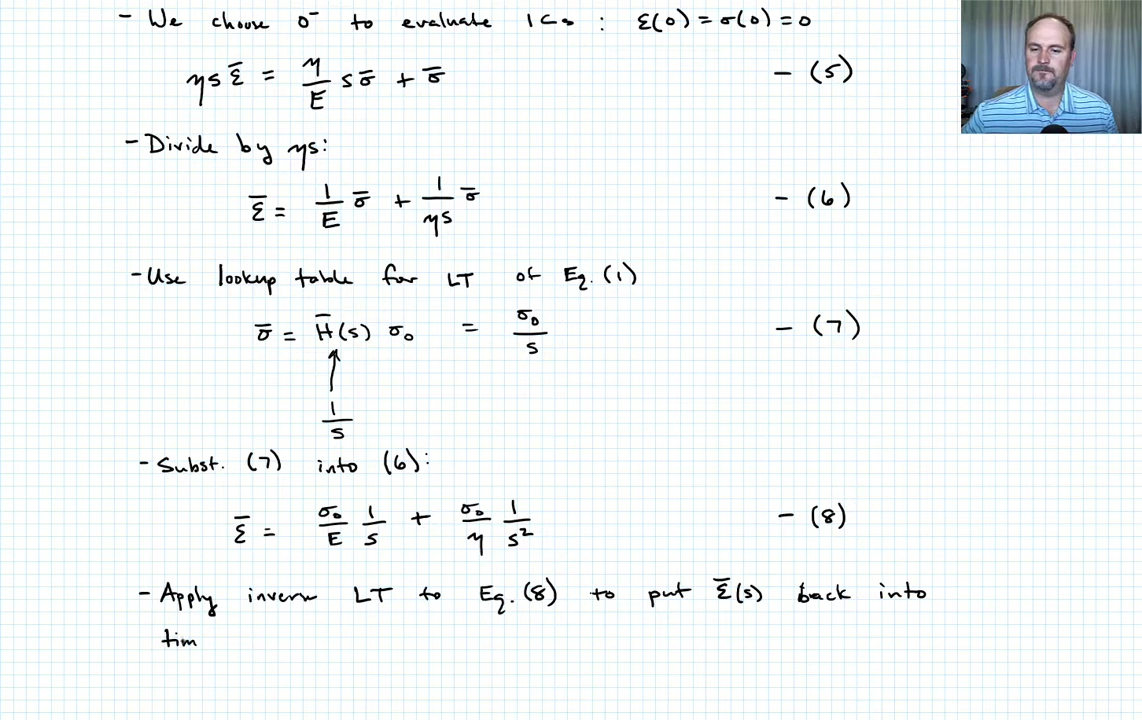 - We choose 0⁻ to evaluate ICs : ε(0) = σ(0) = 0
ηs ε̄ = η/E s σ̄ + σ̄ - (5)
- Divide by ηs:
ε̄ = 1/E σ̄ + 1/ηs σ̄ - (6)
- Use lookup table for LT of Eq. (1)
σ̄ = H̄(s) σ₀ = σ₀/s - (7)
1/s
- Subst. (7) into (6):
ε̄ = σ₀/E 1/s + σ₀/η 1/s² - (8)
- Apply invers LT to Eq. (8) to put ε̄(s) back into
tim